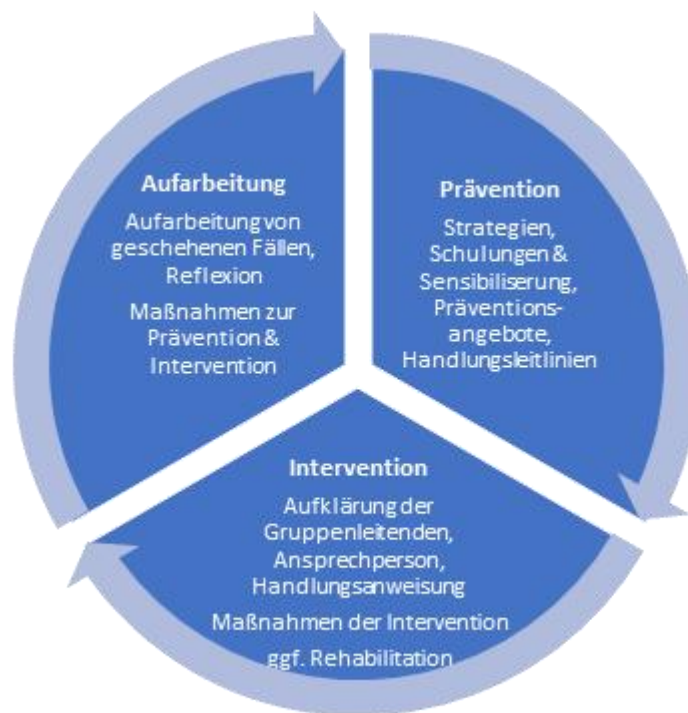 Aufarbeitung
Aufarbeitung von
geschehenen Fällen,
Reflexion
Maßnahmen zur
Prävention &
Intervention
Prävention
Strategien,
Schulungen &
Sensibiliserung,
Präventions-
angebote,
Handlungsleitlinien
Intervention
Aufklärung der
Gruppenleitenden,
Ansprechperson,
Handlungsanweisung
Maßnahmen der Intervention
ggf. Rehabilitation